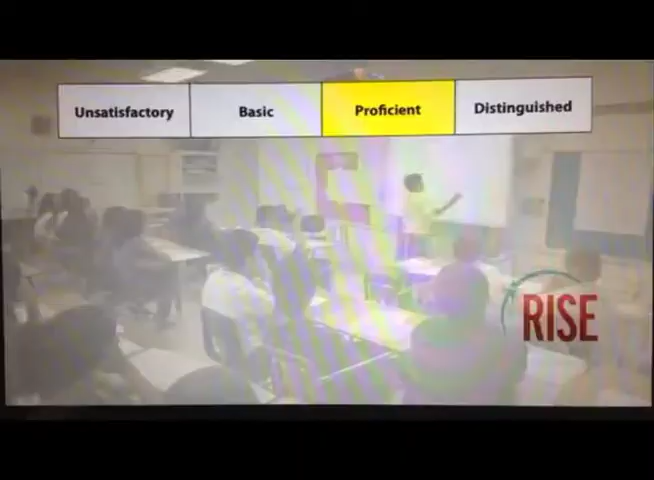 Unsatisfactory
Basic
Proficient
Distinguished
RISE